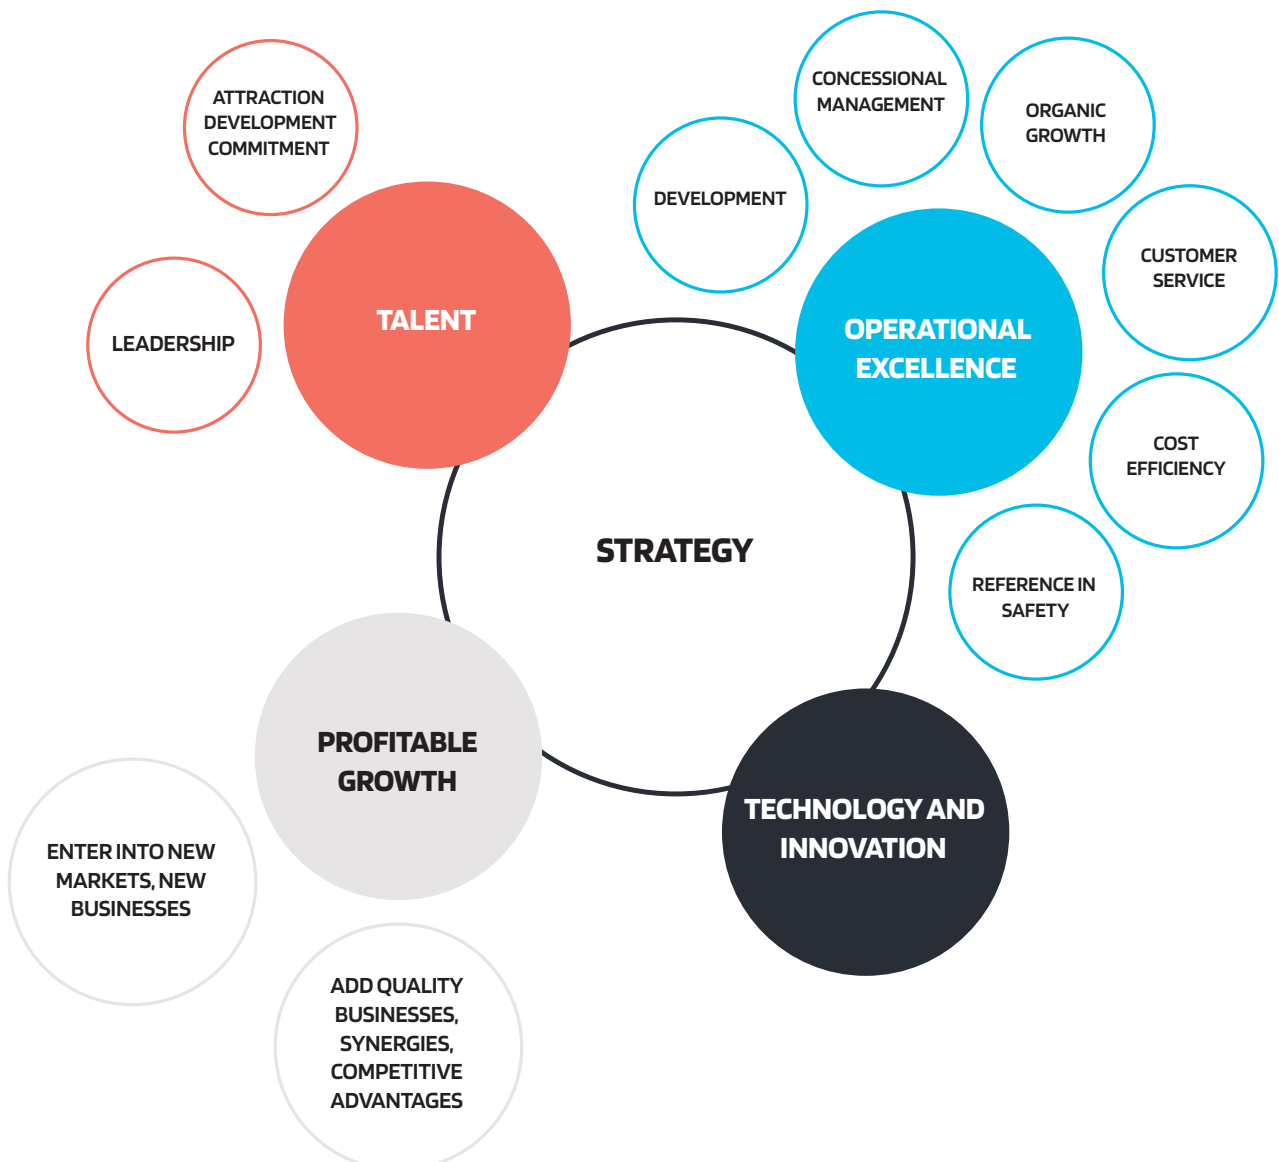 ATTRACTION
DEVELOPMENT
COMMITMENT
LEADERSHIP
TALENT
DEVELOPMENT
CONCESSIONAL
MANAGEMENT
ORGANIC
GROWTH
CUSTOMER
SERVICE
COST
EFFICIENCY
REFERENCE IN
SAFETY
OPERATIONAL
EXCELLENCE
STRATEGY
PROFITABLE
GROWTH
TECHNOLOGY AND
INNOVATION
ENTER INTO NEW
MARKETS, NEW
BUSINESSES
ADD QUALITY
BUSINESSES,
SYNERGIES,
COMPETITIVE
ADVANTAGES